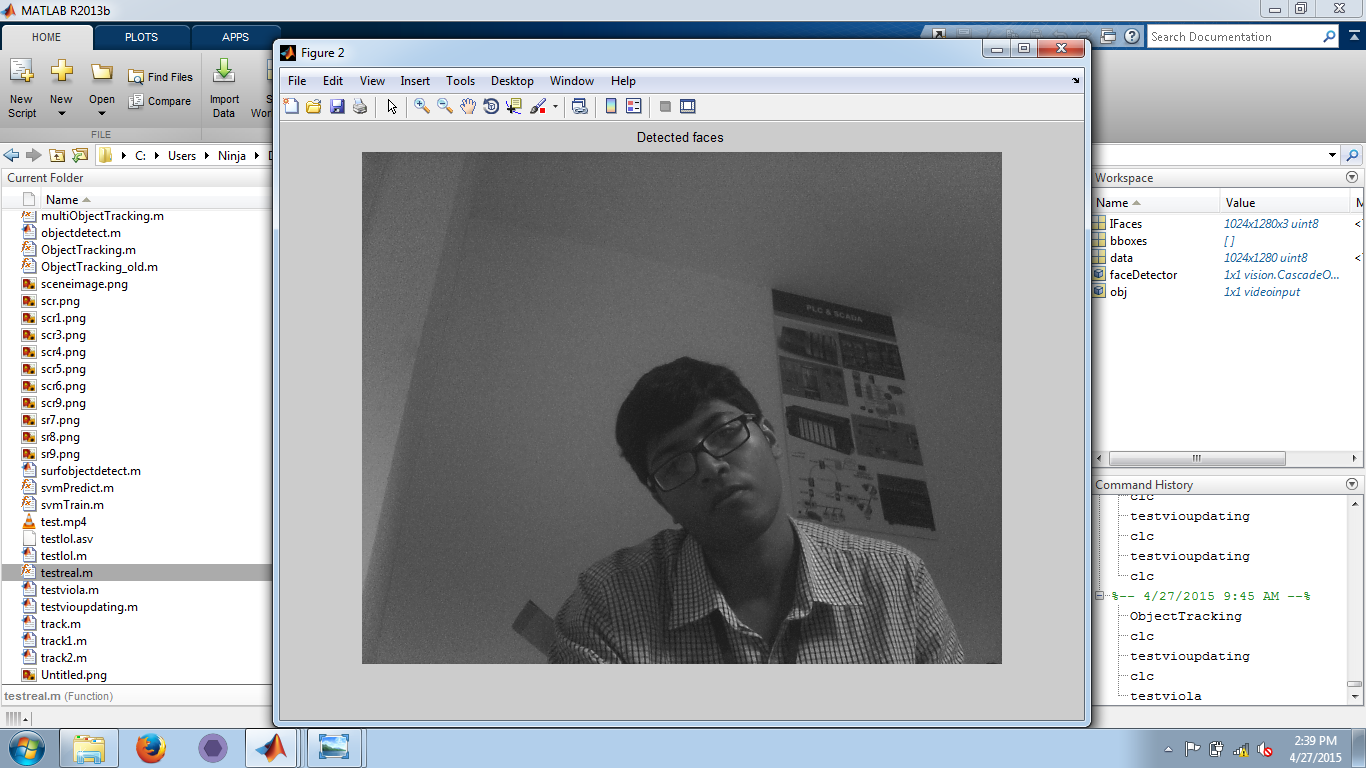 MATLAB R2013b
HOME
PLOTS
APPS
Search Documentation
New
Script
New
Open
Find Files
Compare
Import
Data
S
Wor
FILE
C:
Users
Ninja
Current Folder
Name
multiObjectTracking.m
objectdetect.m
ObjectTracking.m
ObjectTracking_old.m
sceneimage.png
scr.png
scr1.png
scr3.png
scr4.png
scr5.png
scr6.png
scr9.png
sr7.png
sr8.png
sr9.png
surfobjectdetect.m
svmPredict.m
svmTrain.m
test.mp4
testlol.asv
testlol.m
testreal.m
testviola.m
testvioupdating.m
track.m
track1.m
track2.m
Untitled.png
testreal.m (Function)
Figure 2
File Edit View Insert Tools Desktop Window Help
Detected faces
PLC & SCADA
Workspace
Name Value M
IFaces 1024x1280x3 uint8 <
bboxes []
data 1024x1280 uint8 <
faceDetector 1x1 vision.CascadeO...
obj 1x1 videoinput
Command History
clc
testvioupdating
clc
testvioupdating
clc
%-- 4/27/2015 9:45 AM --%
ObjectTracking
clc
testvioupdating
clc
testviola
2:39 PM
4/27/2015